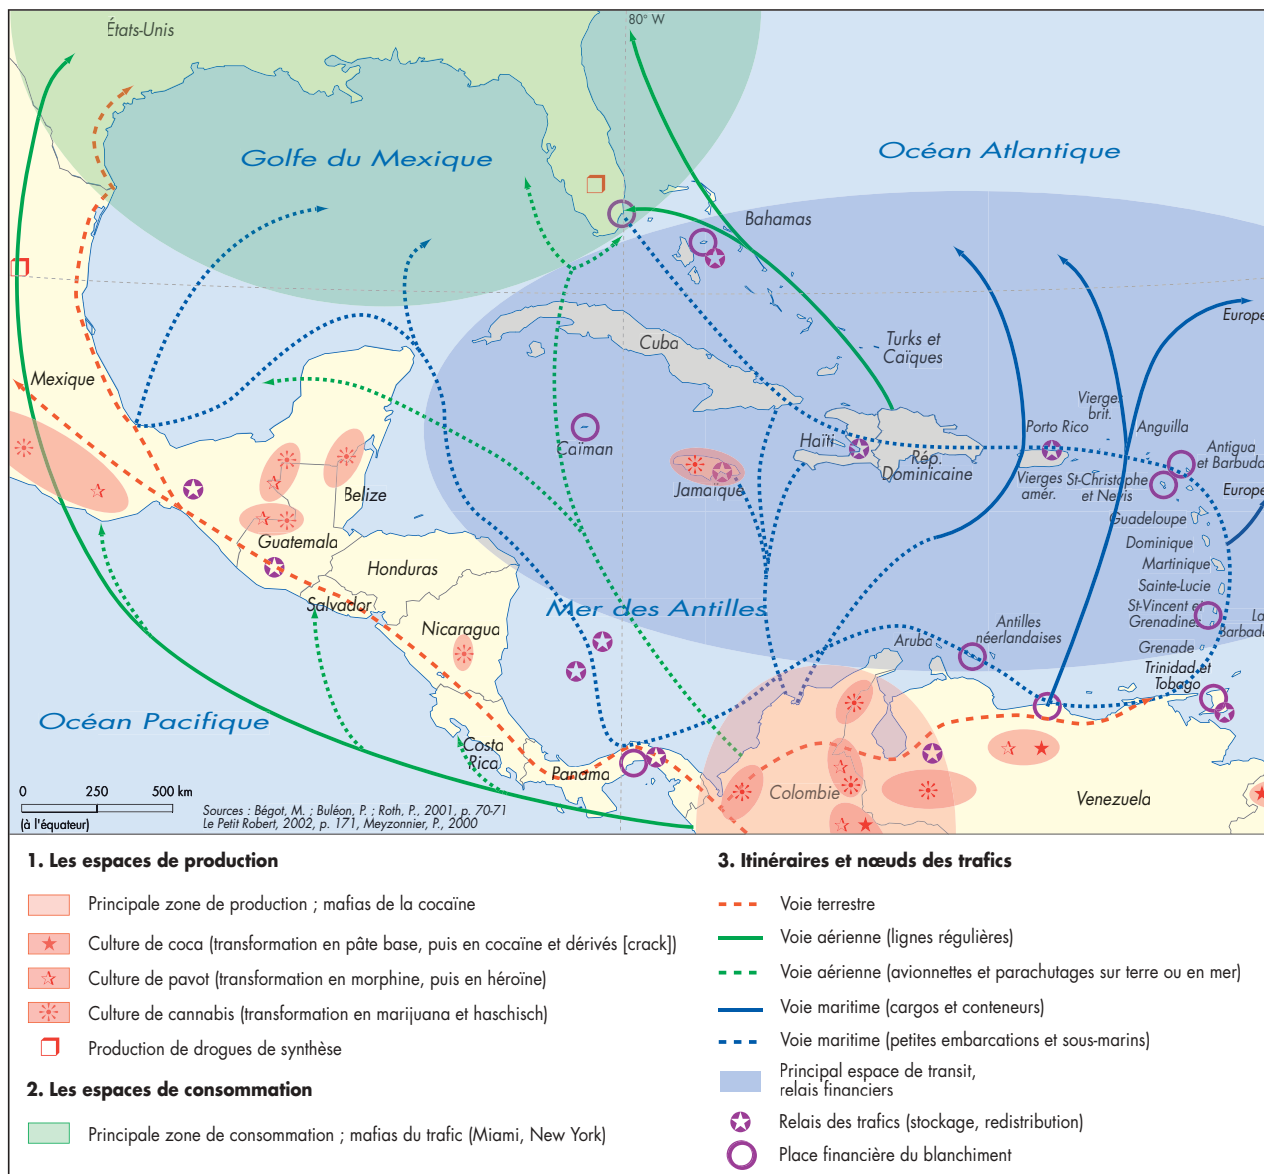 États-Unis
80° W
Golfe du Mexique
Océan Atlantique
Bahamas
Europe
Cuba
Turks et
Caïques
Mexique
Vierges
brit.
Porto Rico
Anguilla
Caïman
Haïti
Rép.
Dominicaine
Antigua
et Barbuda
Vierges
amér.
St-Christophe
et Nevis
Europe
Jamaïque
Belize
Guadeloupe
Guatemala
Dominique
Honduras
Martinique
Sainte-Lucie
Salvador
Mer des Antilles
St-Vincent et
Grenadines
Antilles
néerlandaises
La
Barbade
Nicaragua
Aruba
Grenade
Trinidad et
Tobago
Océan Pacifique
Costa
Rica
Panama
Colombie
Venezuela
0 250 500 km
(à l'équateur)
Sources : Bégot, M. ; Buléon, P. ; Roth, P., 2001, p. 70-71
Le Petit Robert, 2002, p. 171, Meyzonnier, P., 2000
1. Les espaces de production
Principale zone de production ; mafias de la cocaïne
Culture de coca (transformation en pâte base, puis en cocaïne et dérivés [crack])
Culture de pavot (transformation en morphine, puis en héroïne)
Culture de cannabis (transformation en marijuana et haschisch)
Production de drogues de synthèse
2. Les espaces de consommation
Principale zone de consommation ; mafias du trafic (Miami, New York)
3. Itinéraires et nœuds des trafics
Voie terrestre
Voie aérienne (lignes régulières)
Voie aérienne (avionnettes et parachutages sur terre ou en mer)
Voie maritime (cargos et conteneurs)
Voie maritime (petites embarcations et sous-marins)
Principal espace de transit,
relais financiers
Relais des trafics (stockage, redistribution)
Place financière du blanchiment